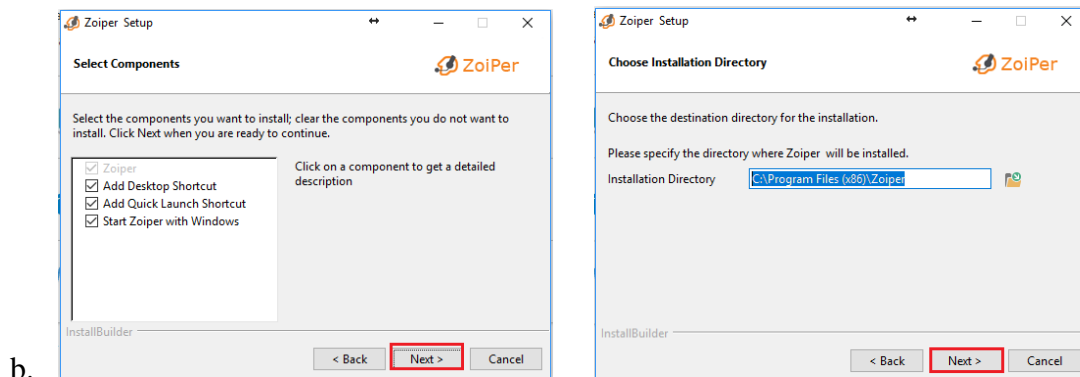 Zoiper Setup
Select Components
ZoiPer
Select the components you want to install; clear the components you do not want to
install. Click Next when you are ready to continue.
Zoiper
Add Desktop Shortcut
Add Quick Launch Shortcut
Start Zoiper with Windows
Click on a component to get a detailed
description
InstallBuilder
< Back
Next >
Cancel
Zoiper Setup
Choose Installation Directory
ZoiPer
Choose the destination directory for the installation.
Please specify the directory where Zoiper will be installed.
Installation Directory
C:\Program Files (x86)\Zoiper
InstallBuilder
< Back
Next >
Cancel
b.